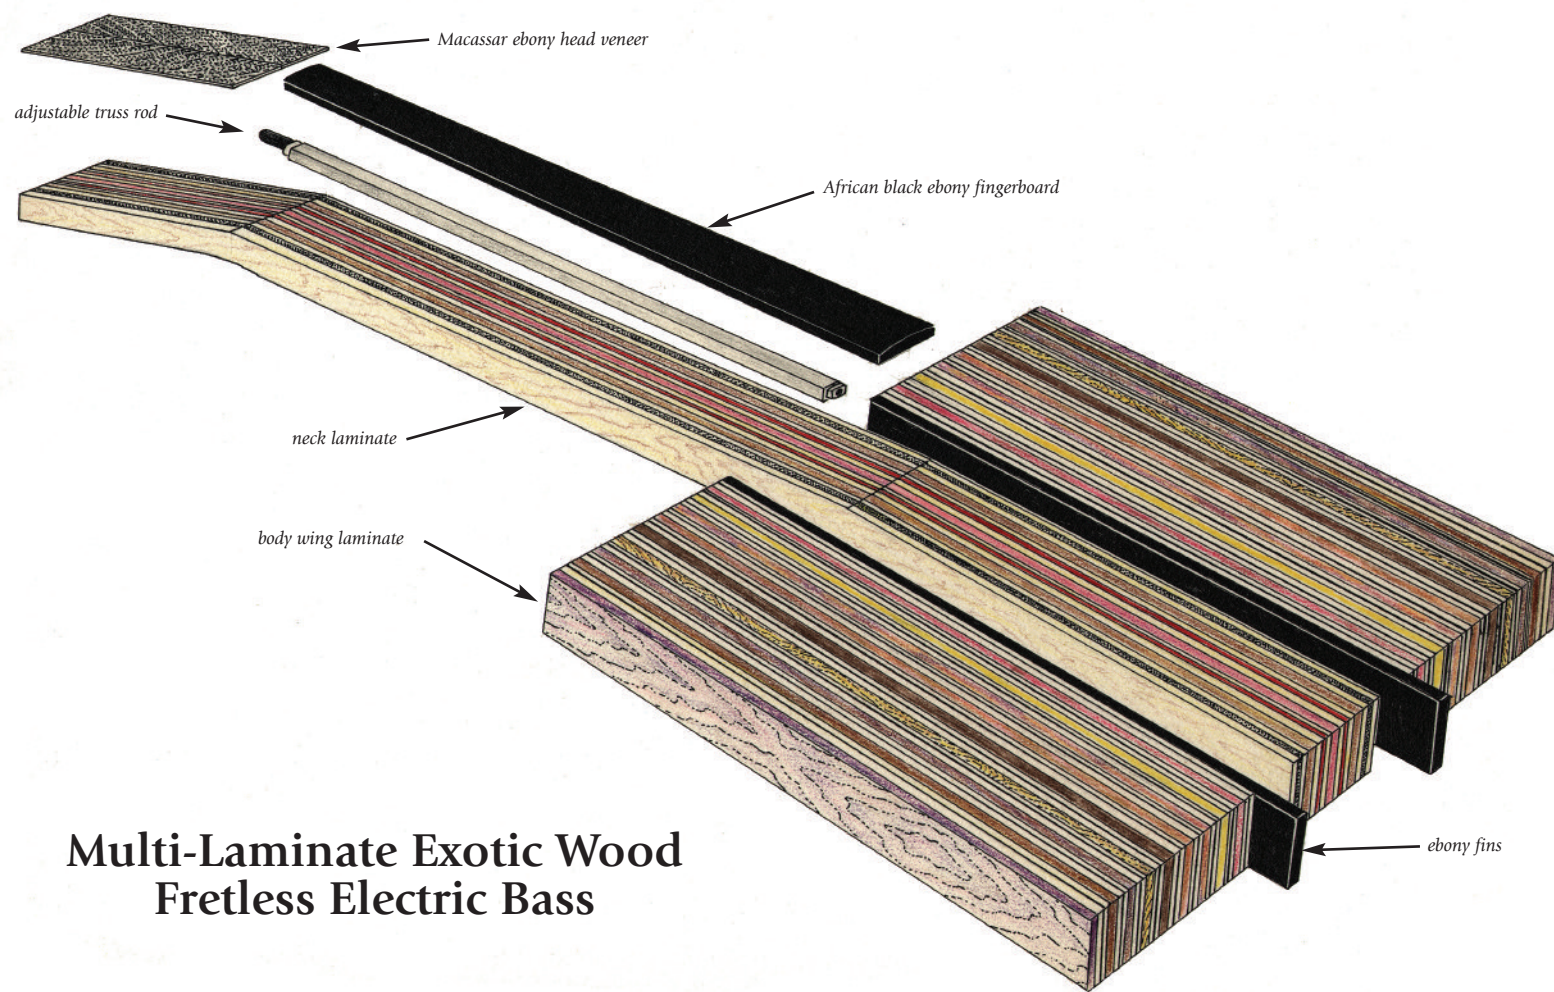 Macassar ebony head veneer
adjustable truss rod
African black ebony fingerboard
neck laminate
body wing laminate
ebony fins
Multi-Laminate Exotic Wood
Fretless Electric Bass